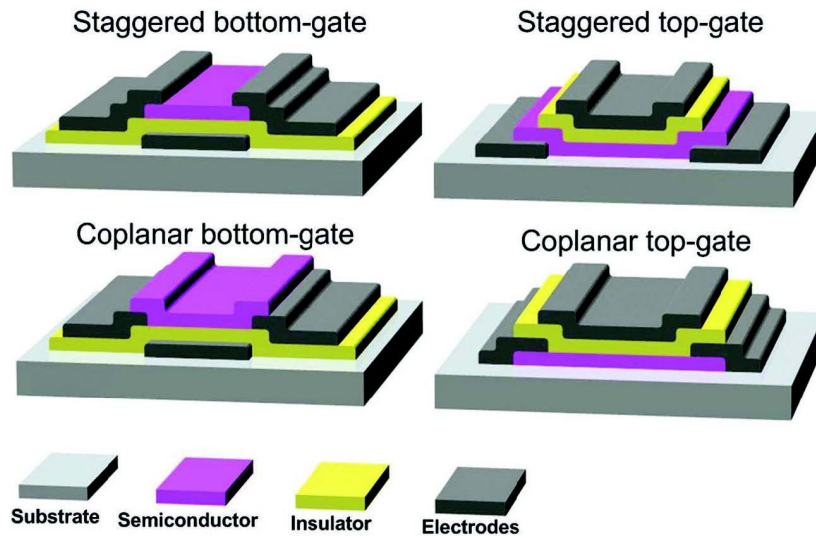 Staggered bottom-gate
Staggered top-gate
Coplanar bottom-gate
Coplanar top-gate
Substrate
Semiconductor
Insulator
Electrodes